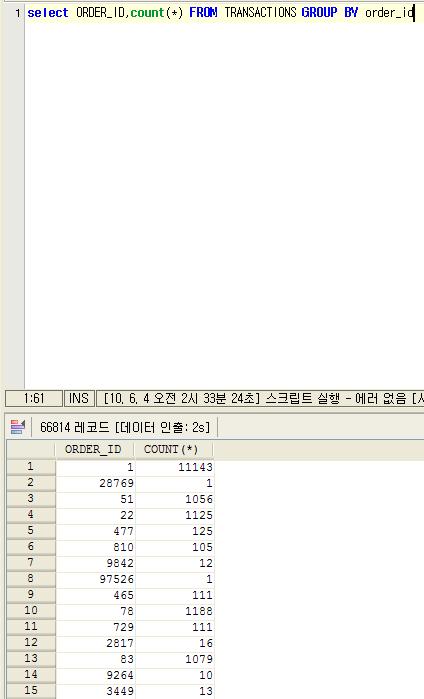 1 select ORDER_ID,count(*) FROM TRANSACTIONS GROUP BY order_id
1:61 INS [10. 6. 4 오전 2시 33분 24초] 스크립트 실행 - 에러 없음 [
66814 레코드 [데이터 인출: 2s]
ORDER_ID COUNT(*)
1 1 11143
2 28769 1
3 51 1056
4 22 1125
5 477 125
6 810 105
7 9842 12
8 97526 1
9 465 111
10 78 1188
11 729 111
12 2817 16
13 83 1079
14 9264 10
15 3449 13